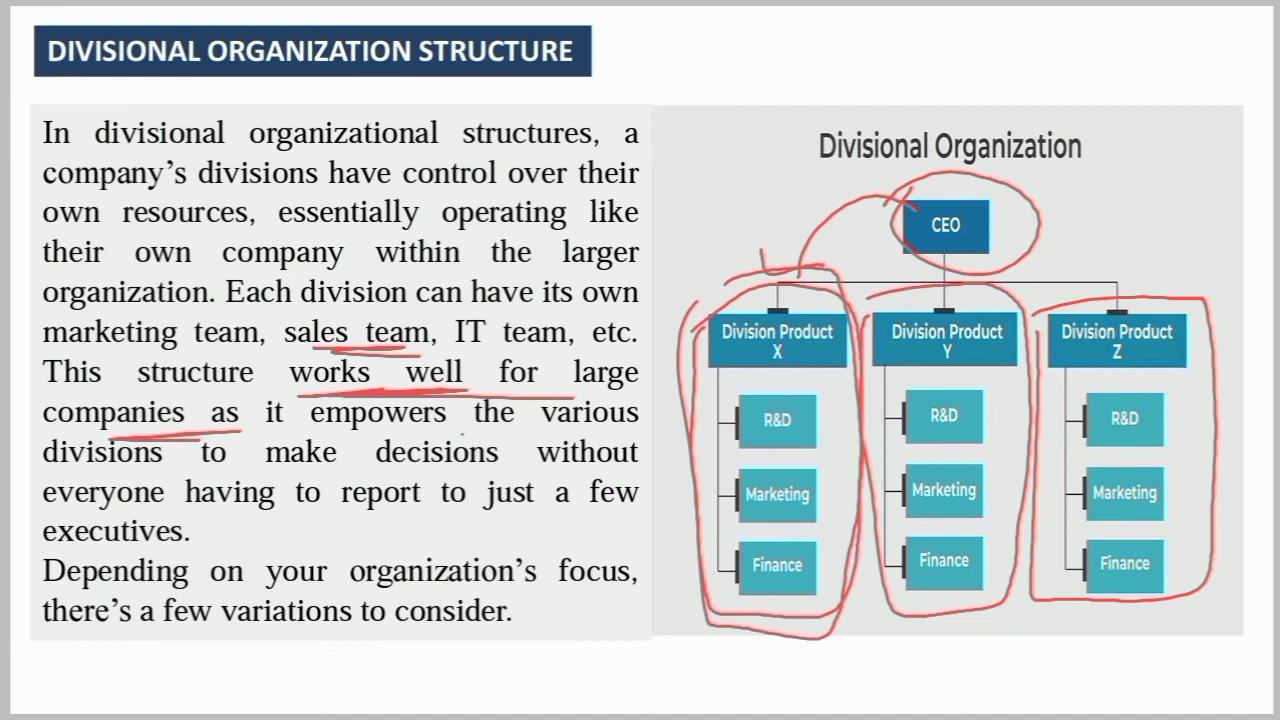 DIVISIONAL ORGANIZATION STRUCTURE
In divisional organizational structures, a
company’s divisions have control over their
own resources, essentially operating like
their own company within the larger
organization. Each division can have its own
marketing team, sales team, IT team, etc.
This structure works well for large
companies as it empowers the various
divisions to make decisions without
everyone having to report to just a few
executives.
Depending on your organization’s focus,
there’s a few variations to consider.
Divisional Organization
CEO
Division Product
X
R&D
Marketing
Finance
Division Product
Y
R&D
Marketing
Finance
Division Product
Z
R&D
Marketing
Finance